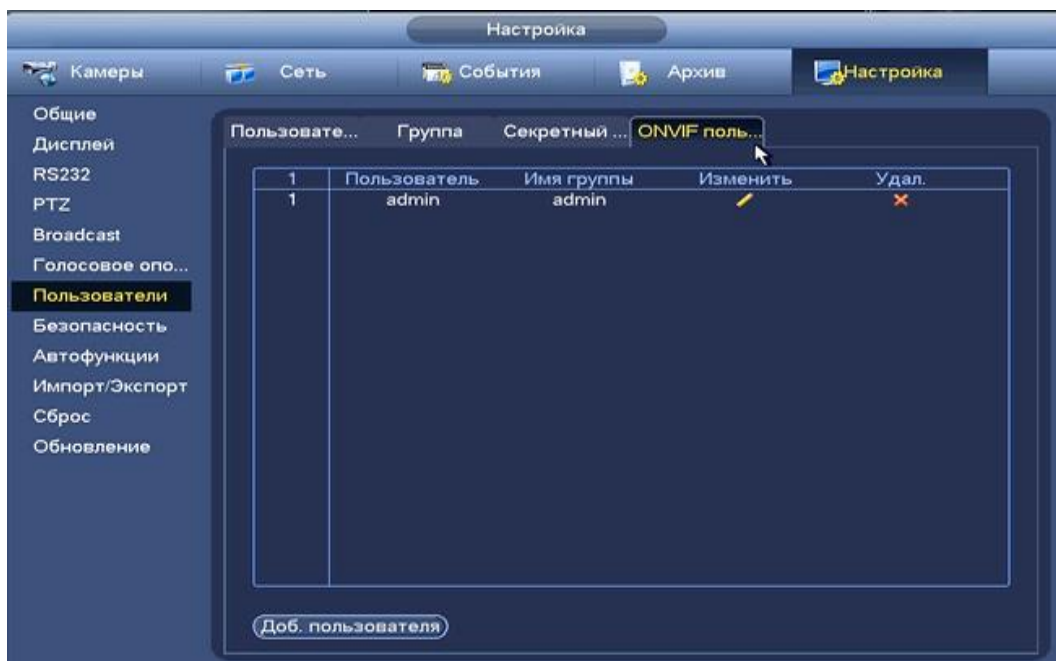 Настройка
Камеры Сеть События Архив Настройка
Общие
Дисплей
RS232
PTZ
Broadcast
Голосовое опо...
Пользователи
Безопасность
Автофункции
Импорт/Экспорт
Сброс
Обновление
Пользовате... Группа Секретный ... ONVIF поль...
1 Пользователь Имя группы Изменить Удал.
1 admin admin
Доб. пользователя